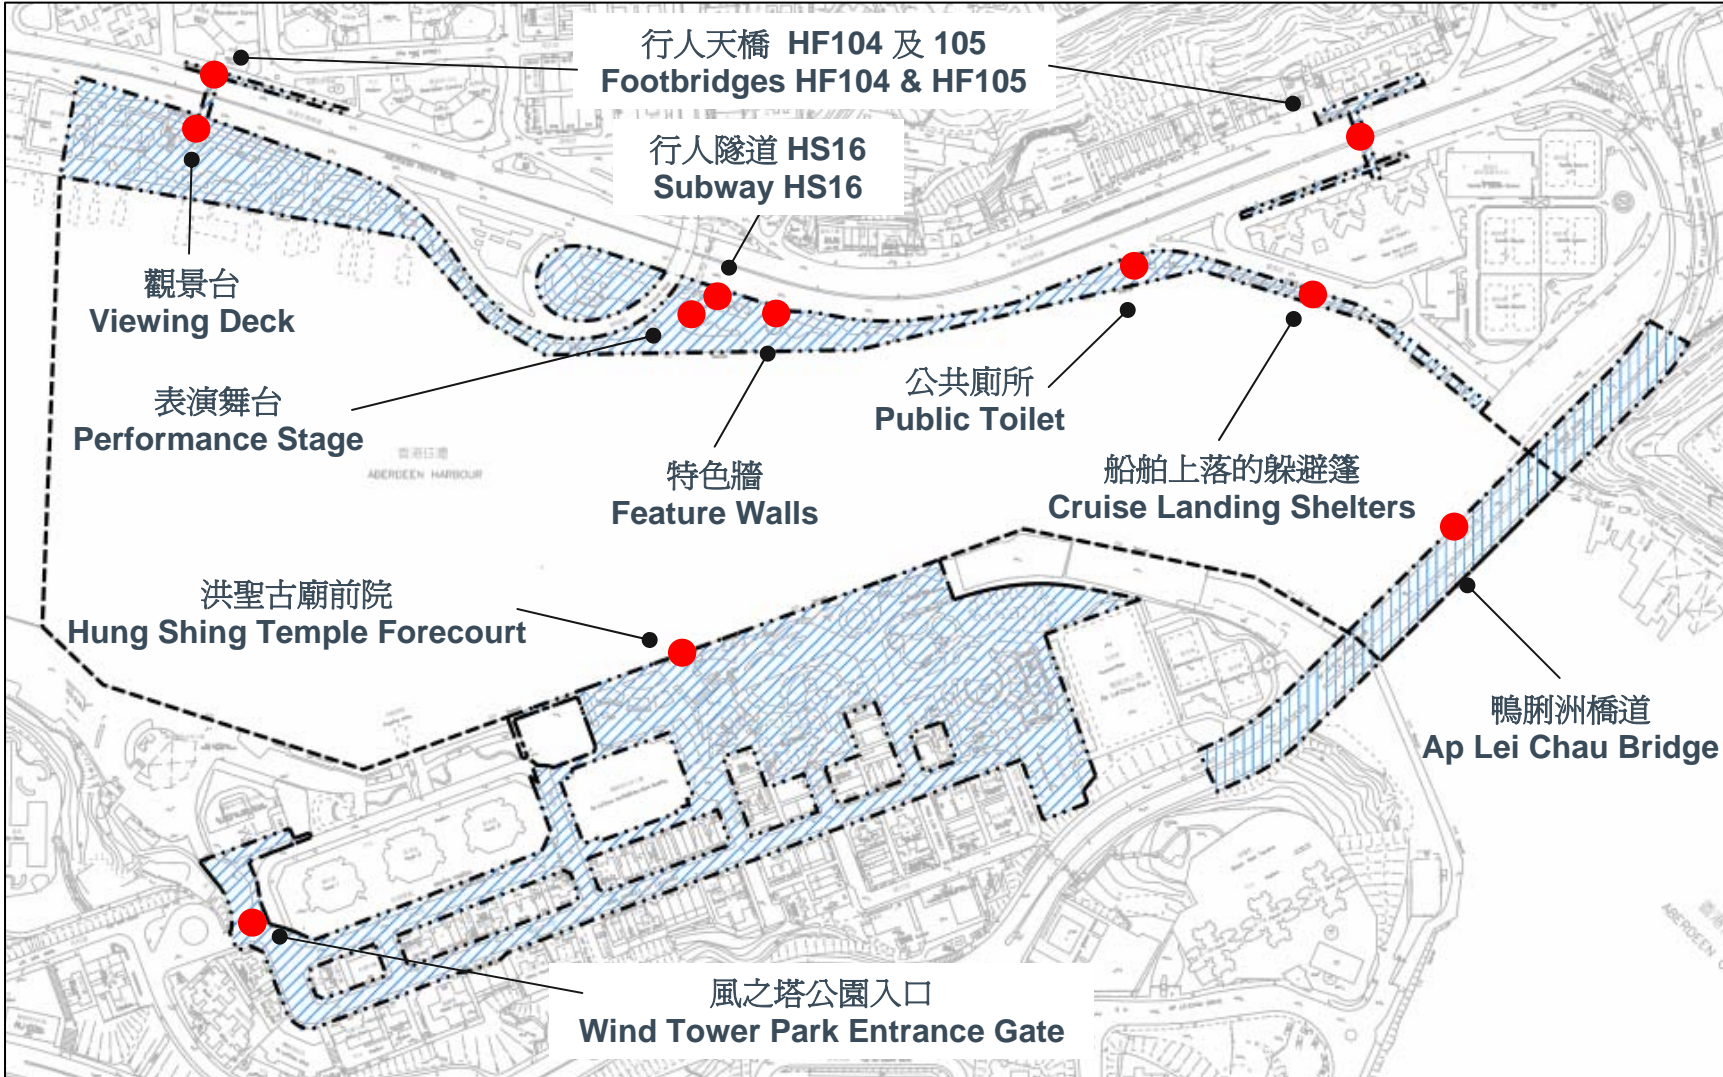 行人天橋 HF104 及 105
Footbridges HF104 & HF105
行人隧道 HS16
Subway HS16
觀景台
Viewing Deck
表演舞台
Performance Stage
公共廁所
Public Toilet
特色牆
Feature Walls
船舶上落的躲避篷
Cruise Landing Shelters
ABERDEEN HARBOUR
洪聖古廟前院
Hung Shing Temple Forecourt
鴨脷洲橋道
Ap Lei Chau Bridge
風之塔公園入口
Wind Tower Park Entrance Gate